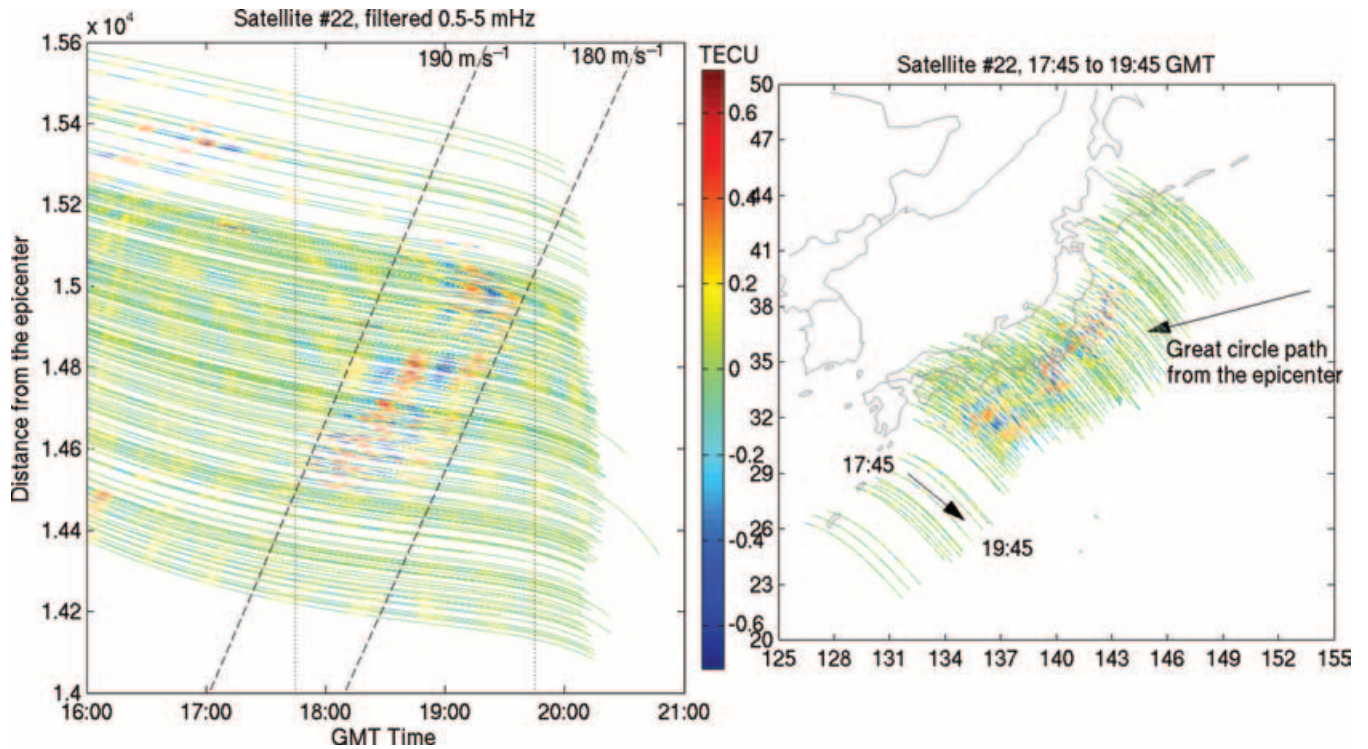 Satellite #22, filtered 0.5-5 mHz
x 10⁴
190 m/s⁻¹
180 m/s⁻¹
1.56
1.54
1.52
1.5
1.48
1.46
1.44
1.42
1.4
Distance from the epicenter
16:00 17:00 18:00 19:00 20:00 21:00
GMT Time
TECU
0.6
0.4
0.2
0
-0.2
-0.4
-0.6
Satellite #22, 17:45 to 19:45 GMT
50
47
44
41
38
35
32
29
26
23
20
Great circle path
from the epicenter
17:45
19:45
125 128 131 134 137 140 143 146 149 152 155